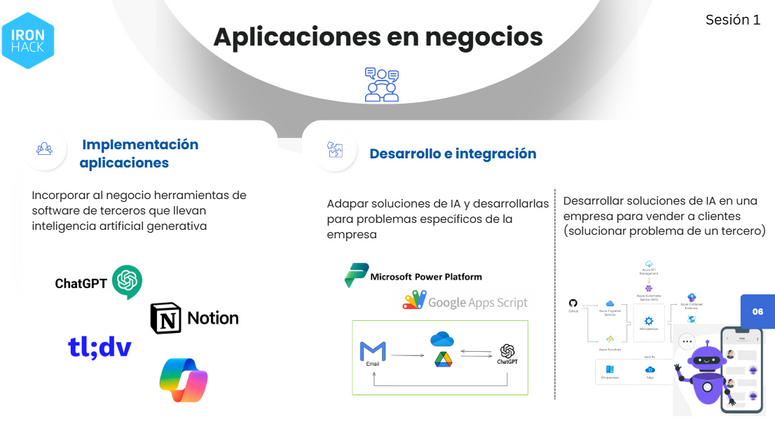 Sesión 1
IRON
HACK
Aplicaciones en negocios
Implementación
aplicaciones
Incorporar al negocio herramientas de
software de terceros que llevan
inteligencia artificial generativa
ChatGPT
Notion
tl;dv
Desarrollo e integración
Adapar soluciones de IA y desarrollarlas
para problemas específicos de la
empresa
Microsoft Power Platform
Google Apps Script
Email
ChatGPT
Desarrollar soluciones de IA en una
empresa para vender a clientes
(solucionar problema de un tercero)
Azure API
Management
06